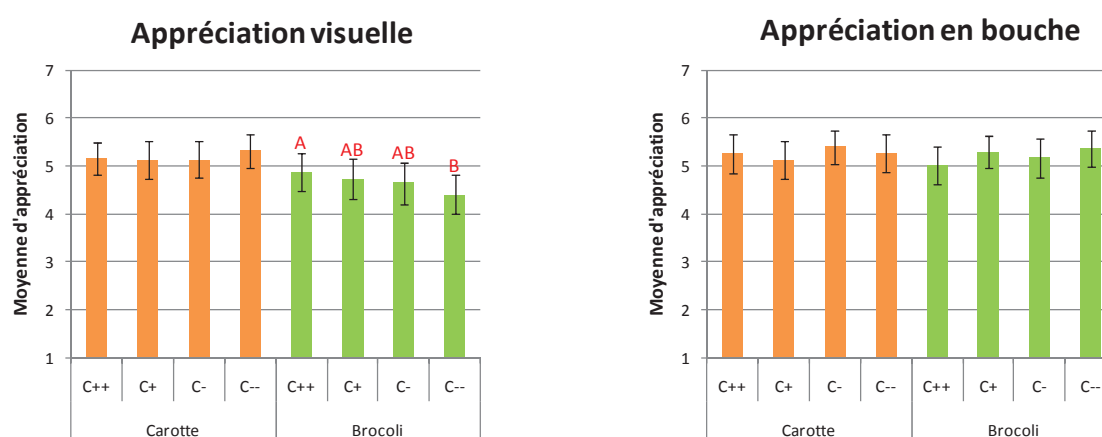 Appréciation visuelle
Moyenne d'appréciation
7
6
5
4
3
2
1
A
AB
AB
B
C++ C+ C- C-- C++ C+ C- C--
Carotte Brocoli
Appréciation en bouche
Moyenne d'appréciation
7
6
5
4
3
2
1
C++ C+ C- C-- C++ C+ C- C--
Carotte Brocoli